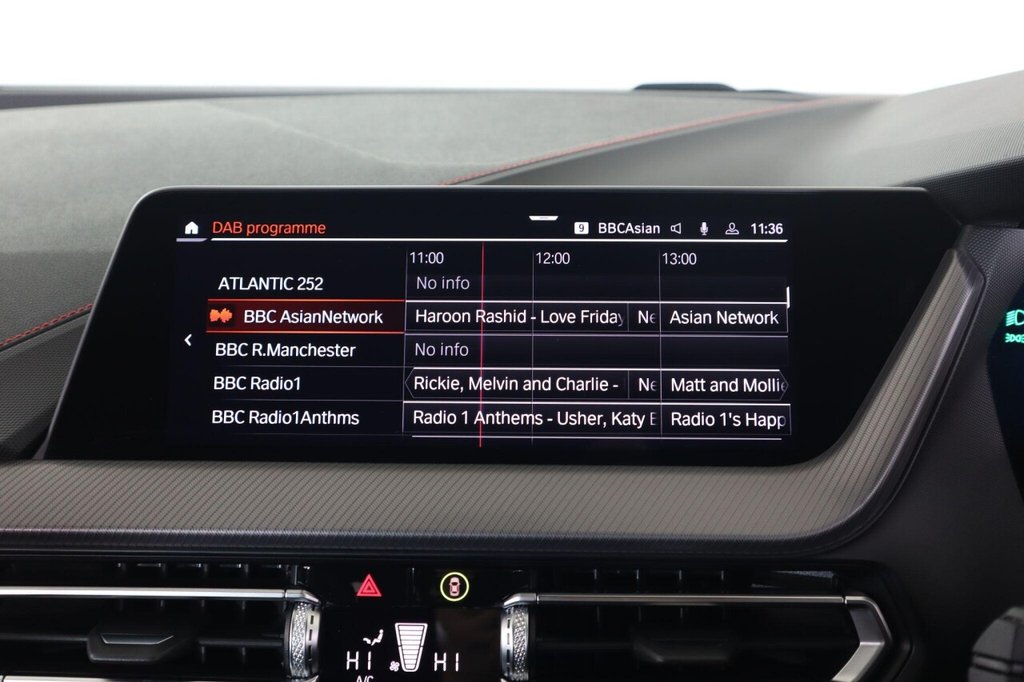 DAB programme 9 BBCAsian 11:36
11:00 12:00 13:00
ATLANTIC 252 No info
BBC AsianNetwork Haroon Rashid - Love Friday Ne Asian Network
BBC R.Manchester No info
BBC Radio1 Rickie, Melvin and Charlie - Ne Matt and Mollie
BBC Radio1Anthms Radio 1 Anthems - Usher, Katy Radio 1's Happ
HI HI
A/C